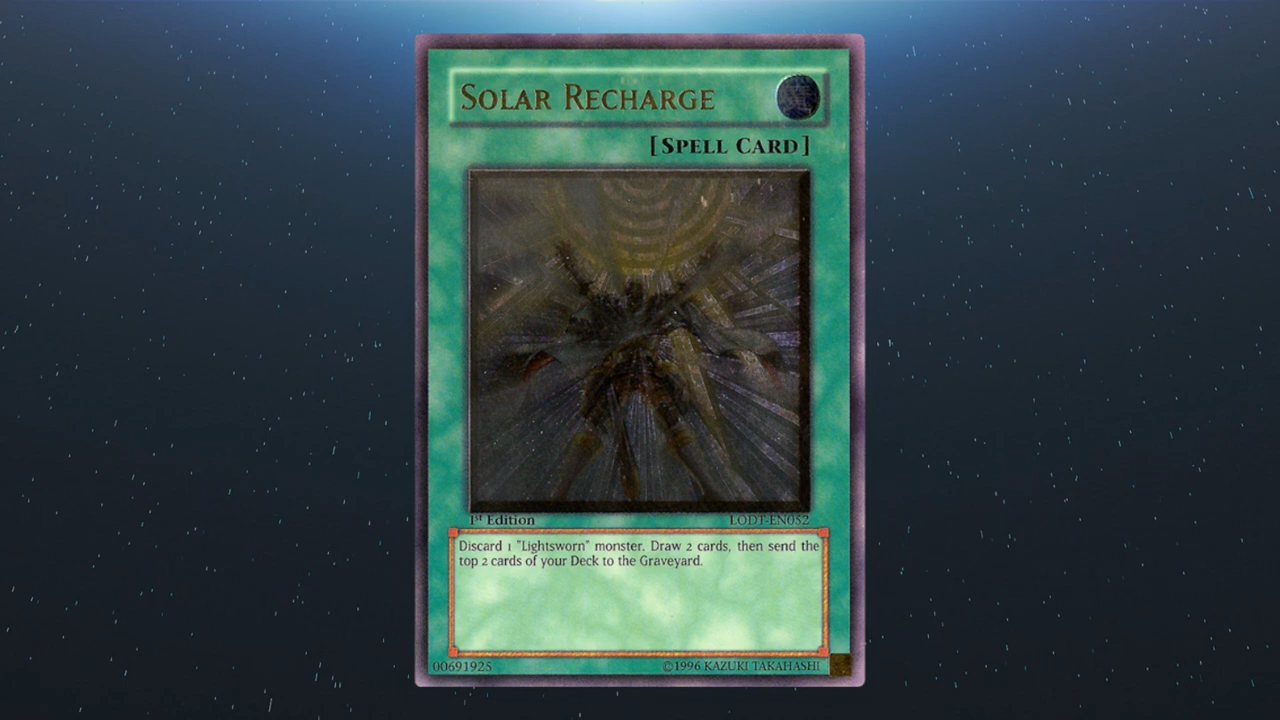 SOLAR RECHARGE
[SPELL CARD]
1st Edition
LODT-EN052
Discard 1 "Lightsworn" monster. Draw 2 cards, then send the
top 2 cards of your Deck to the Graveyard.
00691925
©1996 KAZUKI TAKAHASHI